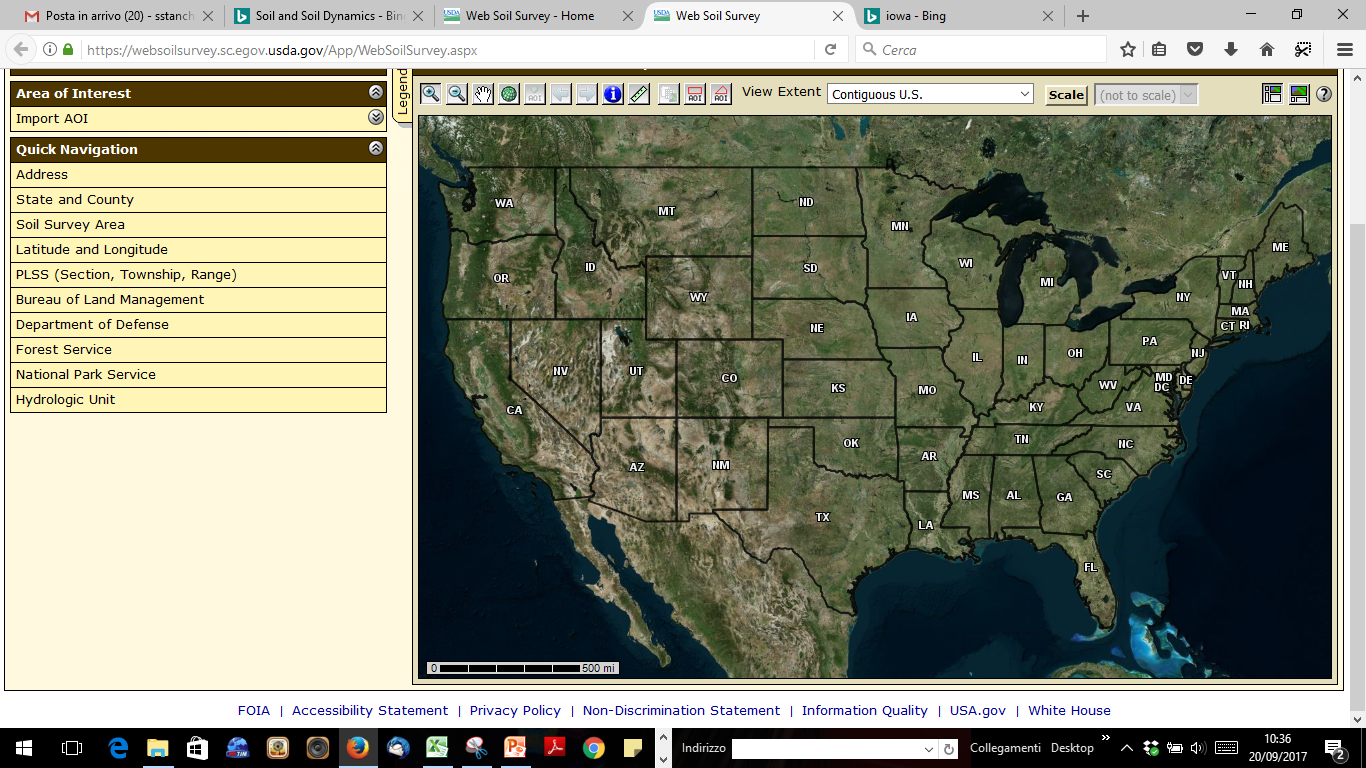 Posta in arrivo (20) - sstanch
Soil and Soil Dynamics - Bin
Web Soil Survey - Home
Web Soil Survey
iowa - Bing
https://websoilsurvey.sc.egov.usda.gov/App/WebSoilSurvey.aspx
Cerca
Area of Interest
Import AOI
Quick Navigation
Address
State and County
Soil Survey Area
Latitude and Longitude
PLSS (Section, Township, Range)
Bureau of Land Management
Department of Defense
Forest Service
National Park Service
Hydrologic Unit
Legend
AOI
AOI
AOI
View Extent
Contiguous U.S.
Scale
(not to scale)
WA
MT
ND
MN
ME
OR
ID
SD
WI
MI
VT
NH
WY
NY
MA
CT
RI
IA
NE
PA
NJ
NV
UT
CO
IL
IN
OH
MD
DE
DC
KS
MO
WV
CA
KY
VA
OK
TN
NC
AZ
NM
AR
SC
MS
AL
GA
TX
LA
FL
0
500 mi
FOIA | Accessibility Statement | Privacy Policy | Non-Discrimination Statement | Information Quality | USA.gov | White House
TIM
Indirizzo
Collegamenti
Desktop
10:36
20/09/2017
2